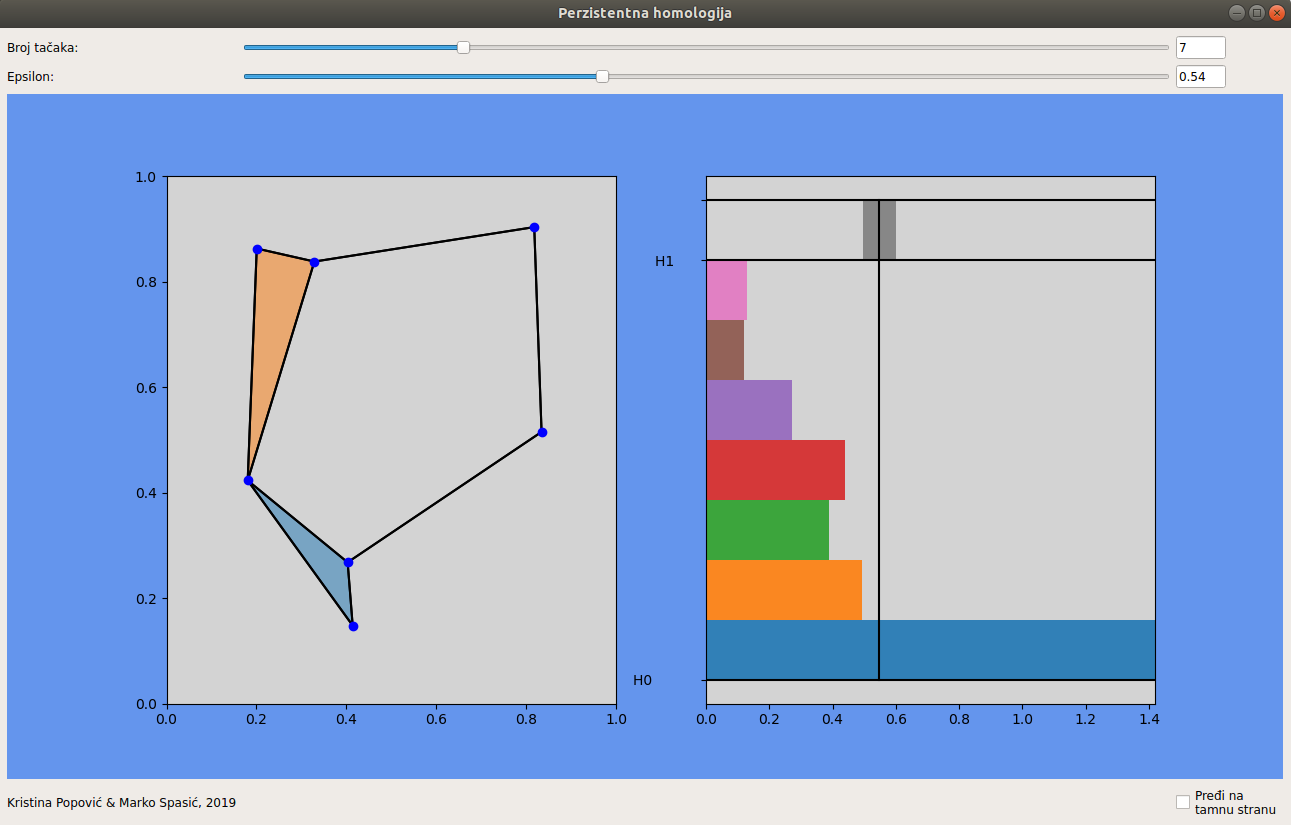 Perzistentna homologija
Broj tačaka:
7
Epsilon:
0.54
1.0
0.8
0.6
0.4
0.2
0.0
0.0 0.2 0.4 0.6 0.8 1.0
H1
H0
0.0 0.2 0.4 0.6 0.8 1.0 1.2 1.4
Kristina Popović & Marko Spasić, 2019
Pređi na
tamnu stranu